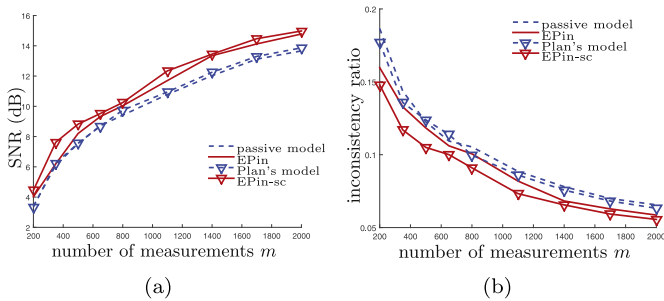 SNR (dB)
16
14
12
10
8
6
4
2
200 400 600 800 1000 1200 1400 1600 1800 2000
number of measurements m
passive model
EPin
Plan's model
EPin-sc
(a)
inconsistency ratio
0.2
0.15
0.1
0.05
200 400 600 800 1000 1200 1400 1600 1800 2000
number of measurements m
passive model
EPin
Plan's model
EPin-sc
(b)